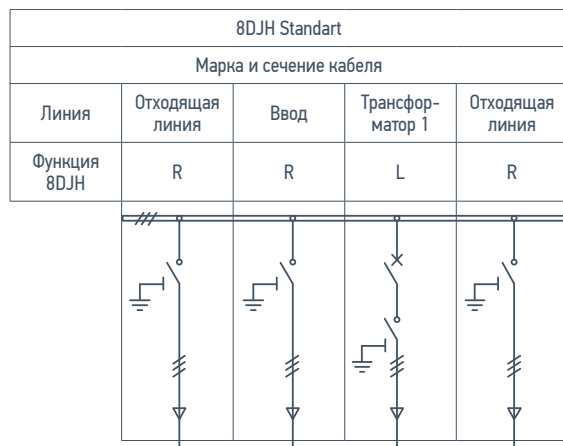 8DJH Standart
Марка и сечение кабеля
Линия
Отходящая
линия
Ввод
Трансфор-
матор 1
Отходящая
линия
Функция
8DJH
R
R
L
R